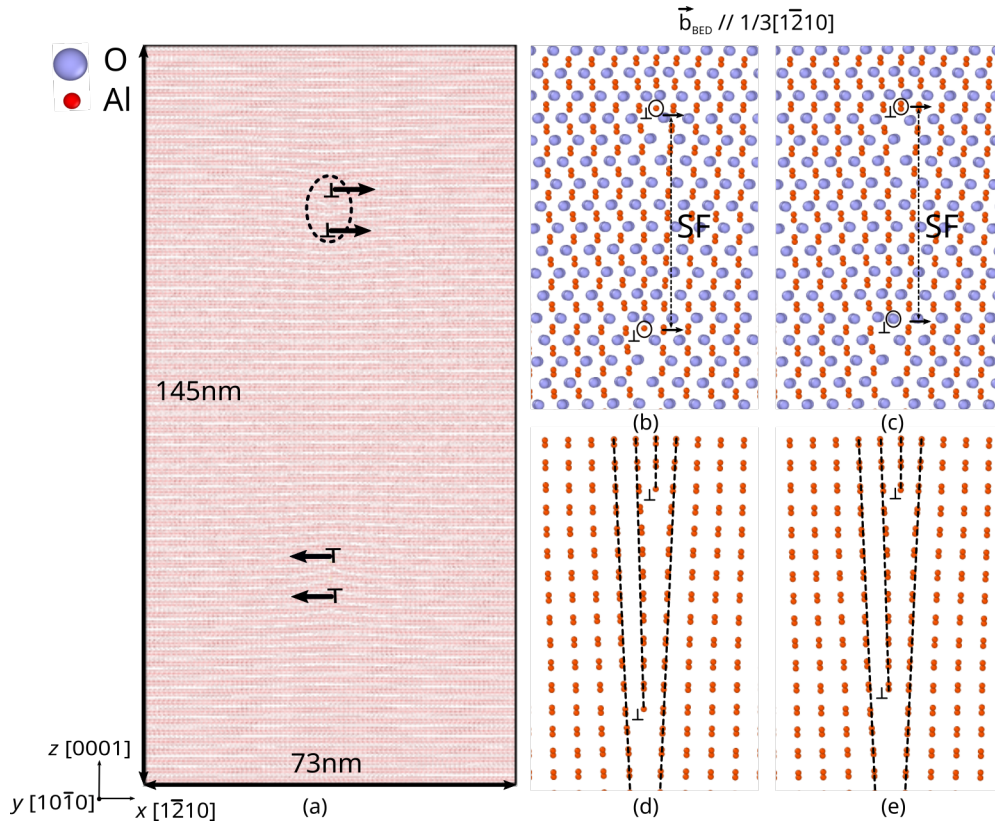 b⃗BED // 1/3[12̅10]
O
Al
145nm
73nm
z [0001]
y [101̅0]
x [12̅10]
(a)
SF
SF
(b)
(c)
(d)
(e)